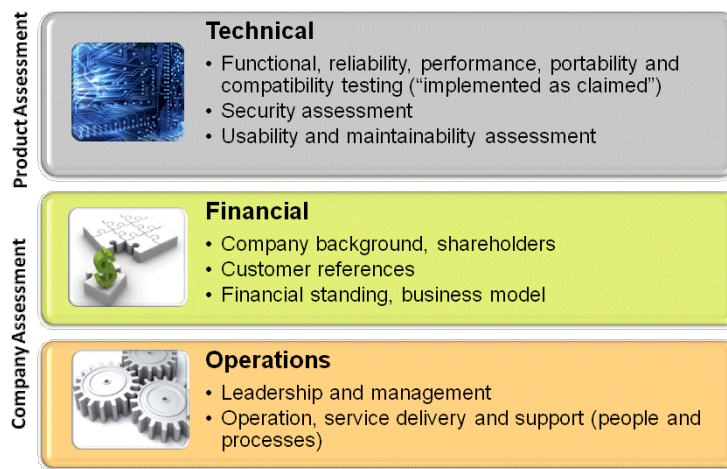 Product Assessment
Technical
• Functional, reliability, performance, portability and
compatibility testing (“implemented as claimed”)
• Security assessment
• Usability and maintainability assessment
Company Assessment
Financial
• Company background, shareholders
• Customer references
• Financial standing, business model
Operations
• Leadership and management
• Operation, service delivery and support (people and
processes)